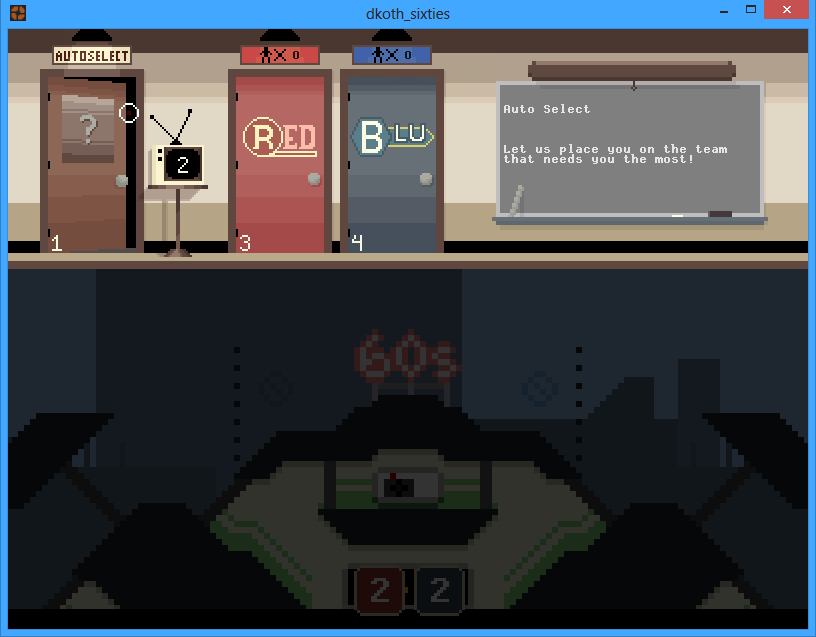 dkoth_sixties
AUTOSELECT
0
0
?
2
RED
BLU
1
3
4
Auto Select
Let us place you on the team
that needs you the most!
60s
2
2